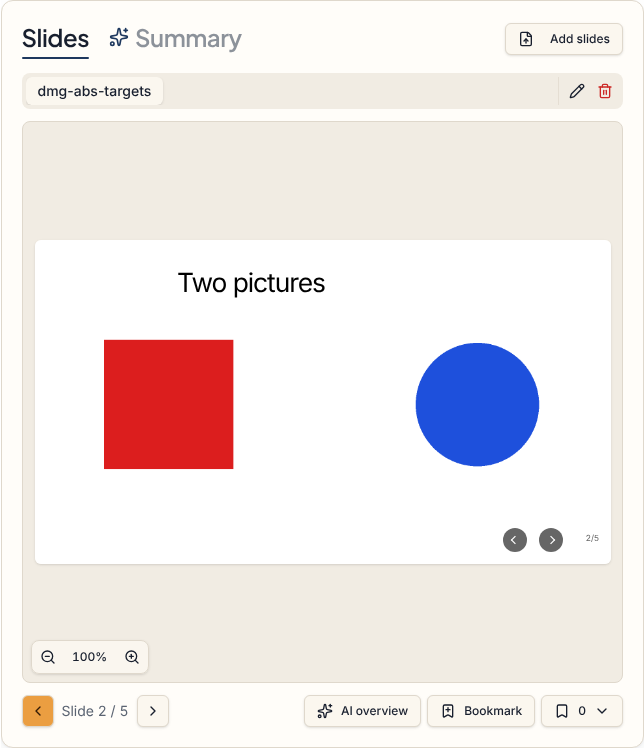 Slides Summary Add slides
dmg-abs-targets
Two pictures
2/5
100%
Slide 2 / 5 AI overview Bookmark 0